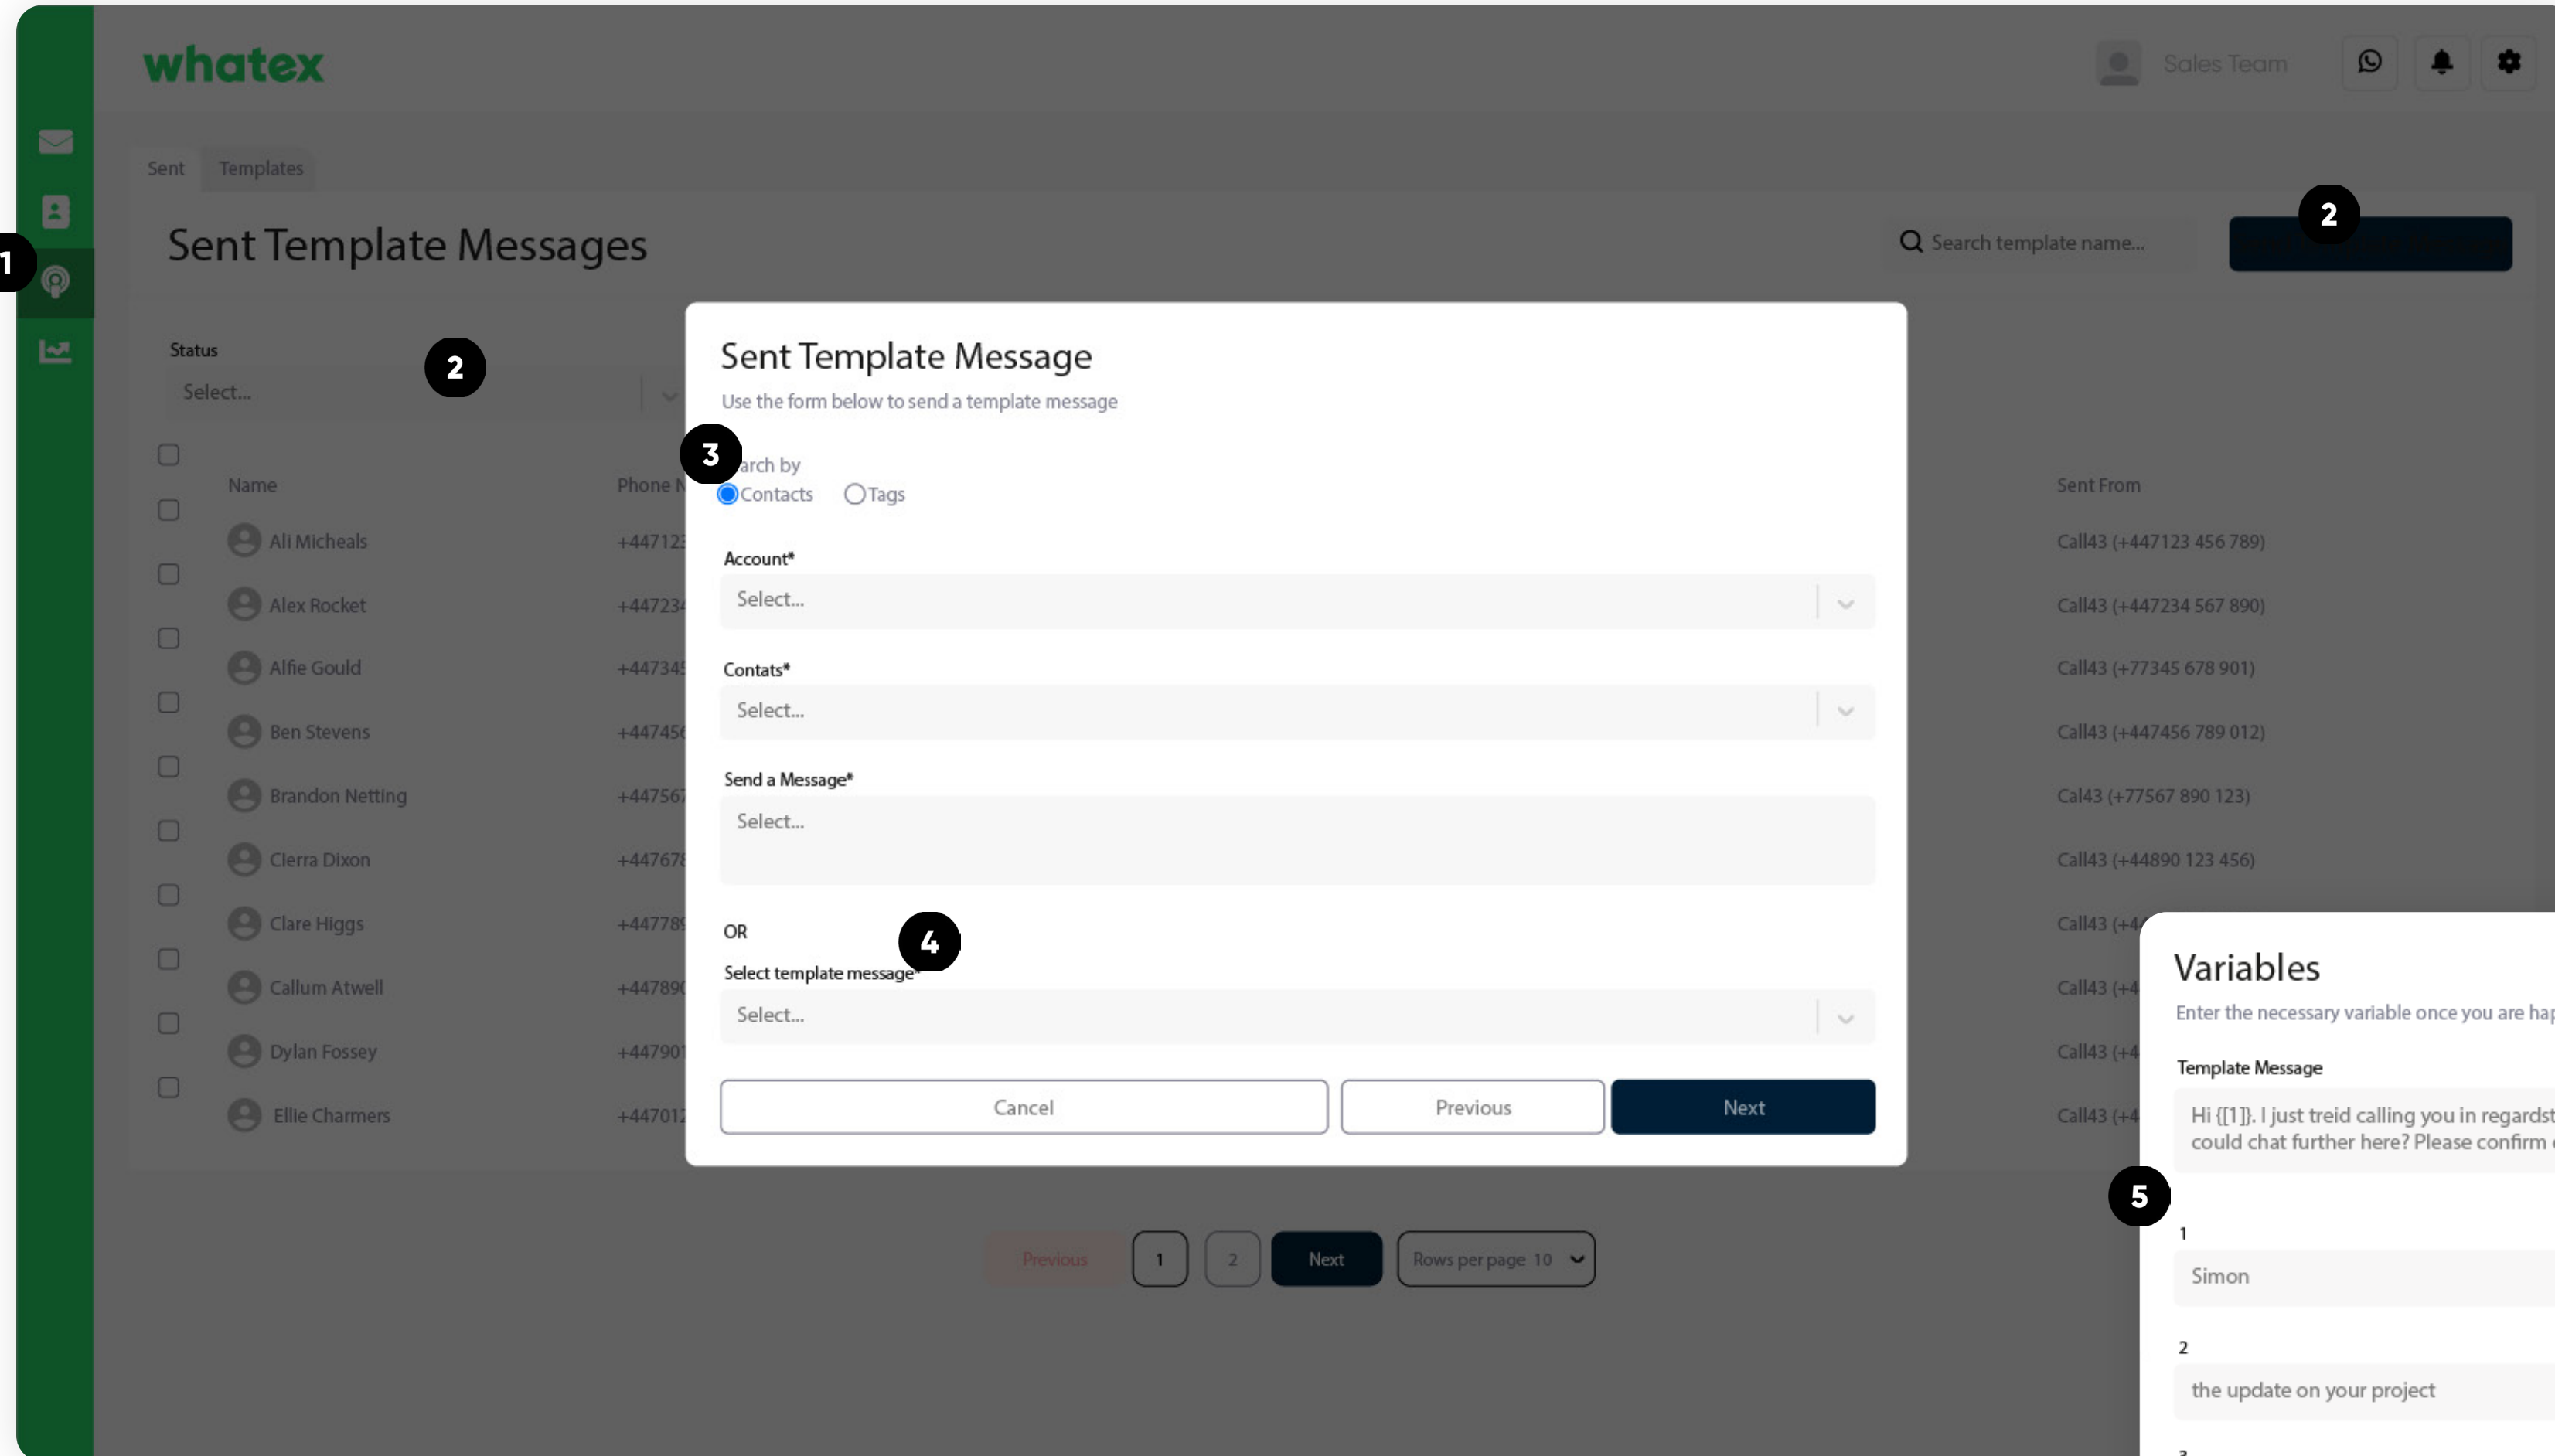 whatex
Sales Team
Sent Templates
1
Sent Template Messages
Search template name...
2
Status
2
Select...
Name Phone N Sent From
Ali Micheals +447123 Call43 (+447123 456 789)
Alex Rocket +447234 Call43 (+447234 567 890)
Alfie Gould +447345 Call43 (+77345 678 901)
Ben Stevens +447456 Call43 (+447456 789 012)
Brandon Netting +447567 Cal43 (+77567 890 123)
Clerra Dixon +447678 Call43 (+44890 123 456)
Clare Higgs +447789 Call43 (+44
Callum Atwell +447890 Call43 (+4
Dylan Fossey +447901 Call43 (+4
Ellie Charmers +447012 Call43 (+4
Sent Template Message
Use the form below to send a template message
3
arch by
Contacts Tags
Account*
Select...
Contats*
Select...
Send a Message*
Select...
OR
4
Select template message*
Select...
Cancel Previous Next
Previous 1 2 Next Rows per page 10
Variables
Enter the necessary variable once you are hap
Template Message
Hi {[1]}. I just treid calling you in regardst
could chat further here? Please confirm
5
1
Simon
2
the update on your project